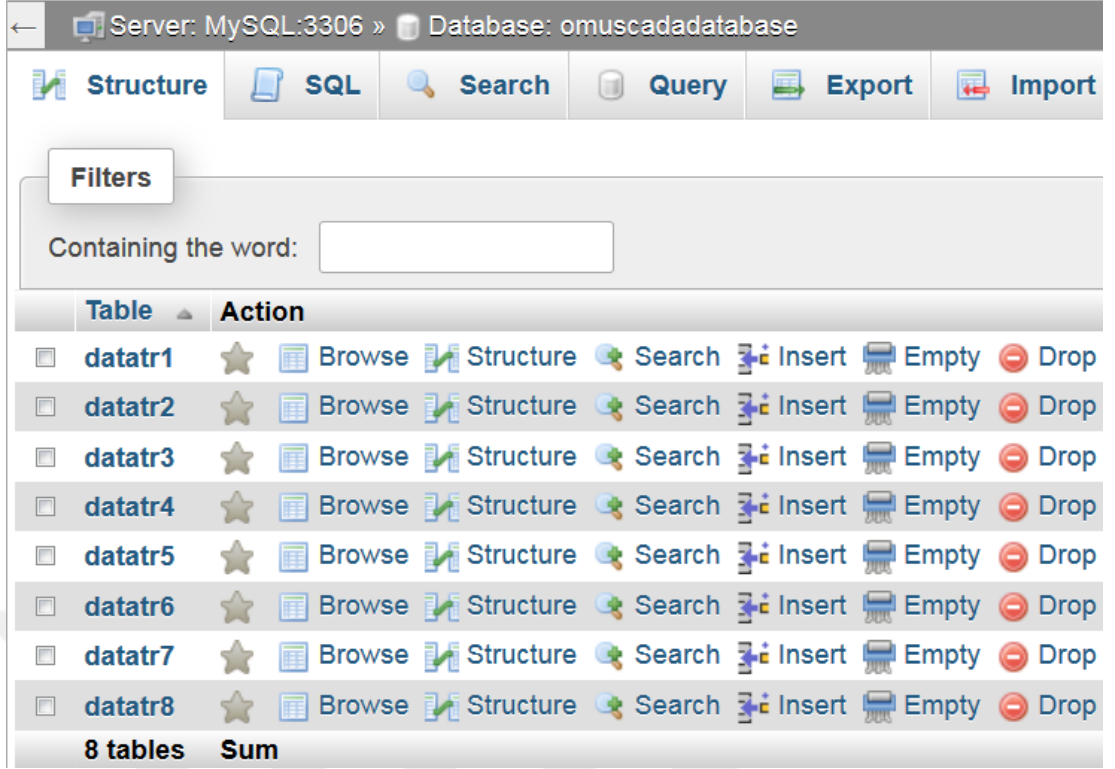 ← Server: MySQL:3306 » Database: omuscadadatabase
Structure SQL Search Query Export Import
Filters
Containing the word:
Table Action
datatr1 Browse Structure Search Insert Empty Drop
datatr2 Browse Structure Search Insert Empty Drop
datatr3 Browse Structure Search Insert Empty Drop
datatr4 Browse Structure Search Insert Empty Drop
datatr5 Browse Structure Search Insert Empty Drop
datatr6 Browse Structure Search Insert Empty Drop
datatr7 Browse Structure Search Insert Empty Drop
datatr8 Browse Structure Search Insert Empty Drop
8 tables Sum